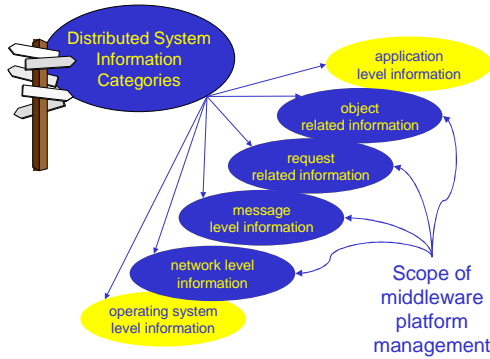 Distributed System
Information
Categories
application
level information
object
related information
request
related information
message
level information
network level
information
operating system
level information
Scope of
middleware
platform
management